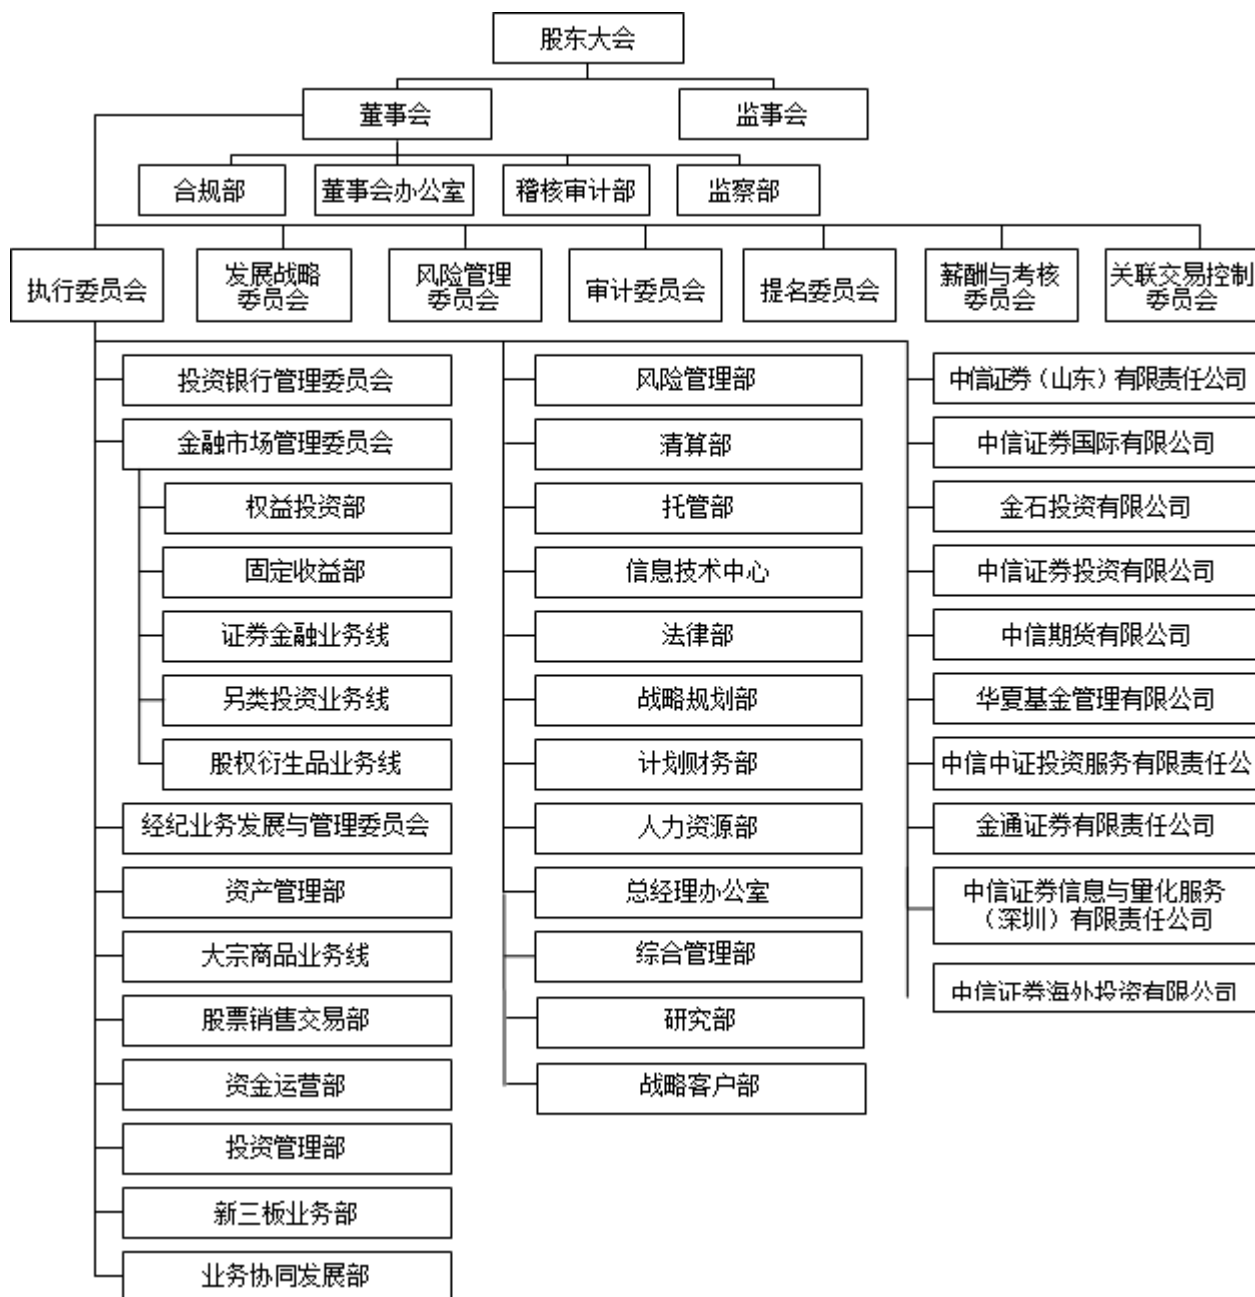 股东大会
董事会
监事会
合规部
董事会办公室
稽核审计部
监察部
执行委员会
发展战略
委员会
风险管理
委员会
审计委员会
提名委员会
薪酬与考核
委员会
关联交易控制
委员会
投资银行管理委员会
金融市场管理委员会
权益投资部
固定收益部
证券金融业务线
另类投资业务线
股权衍生品业务线
经纪业务发展与管理委员会
资产管理部
大宗商品业务线
股票销售交易部
资金运营部
投资管理部
新三板业务部
业务协同发展部
风险管理部
清算部
托管部
信息技术中心
法律部
战略规划部
计划财务部
人力资源部
总经理办公室
综合管理部
研究部
战略客户部
中信证券（山东）有限责任公司
中信证券国际有限公司
金石投资有限公司
中信证券投资有限公司
中信期货有限公司
华夏基金管理有限公司
中信中证投资服务有限责任公
金通证券有限责任公司
中信证券信息与量化服务
（深圳）有限责任公司
中信证券海外投资有限公司